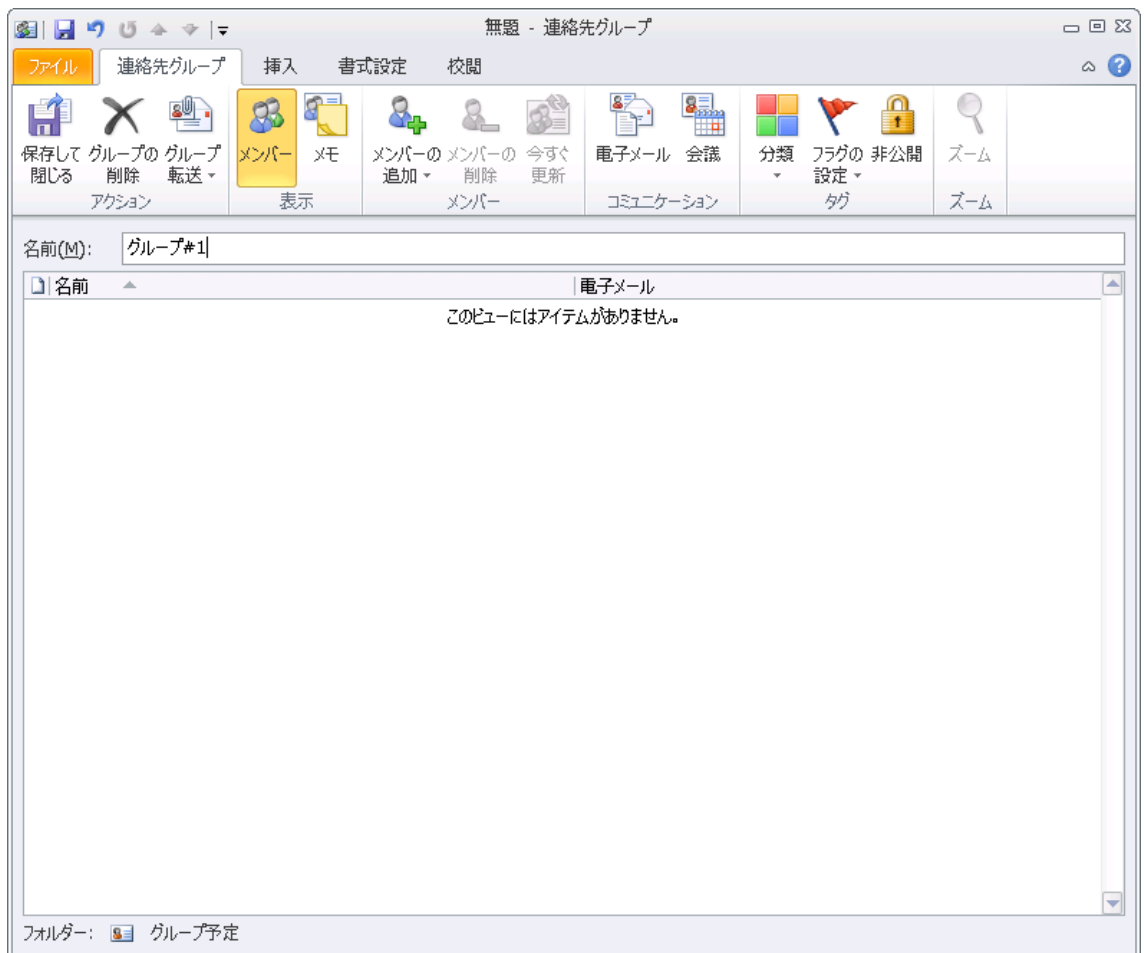 無題 - 連絡先グループ
ファイル 連絡先グループ 挿入 書式設定 校閲
保存して グループの グループ メンバー メモ メンバーの メンバーの 今すぐ 電子メール 会議 分類 フラグの 非公開 ズーム
閉じる 削除 転送 追加 削除 更新 設定
アクション 表示 メンバー コミュニケーション タグ ズーム
名前(M): グループ#1
名前 電子メール
このビューにはアイテムがありません。
フォルダー: グループ予定